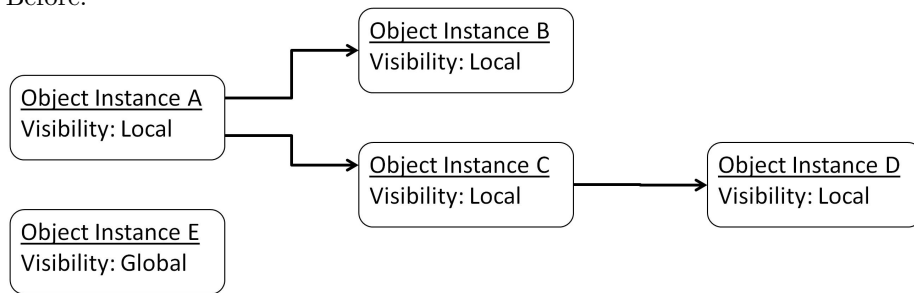 Before:
Object Instance B
Visibility: Local
Object Instance A
Visibility: Local
Object Instance C
Visibility: Local
Object Instance D
Visibility: Local
Object Instance E
Visibility: Global